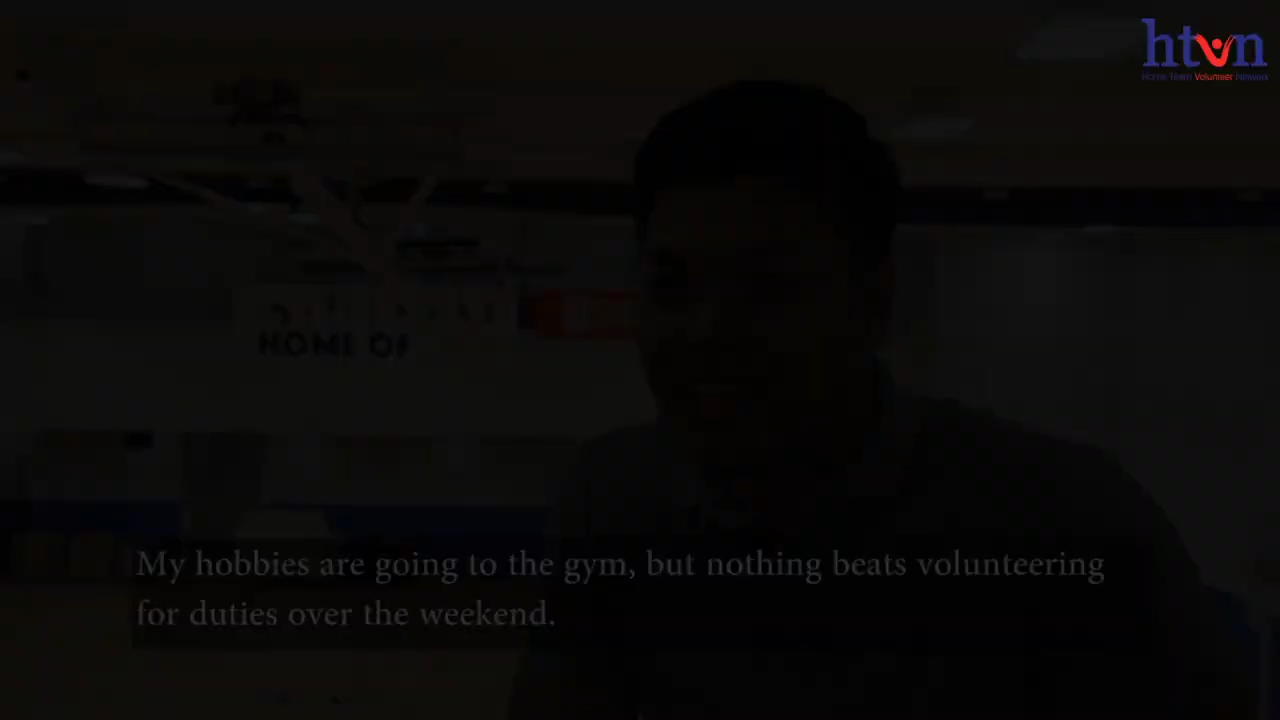 htvn
Home Team Volunteer Network
HOME OF
My hobbies are going to the gym, but nothing beats volunteering
for duties over the weekend.